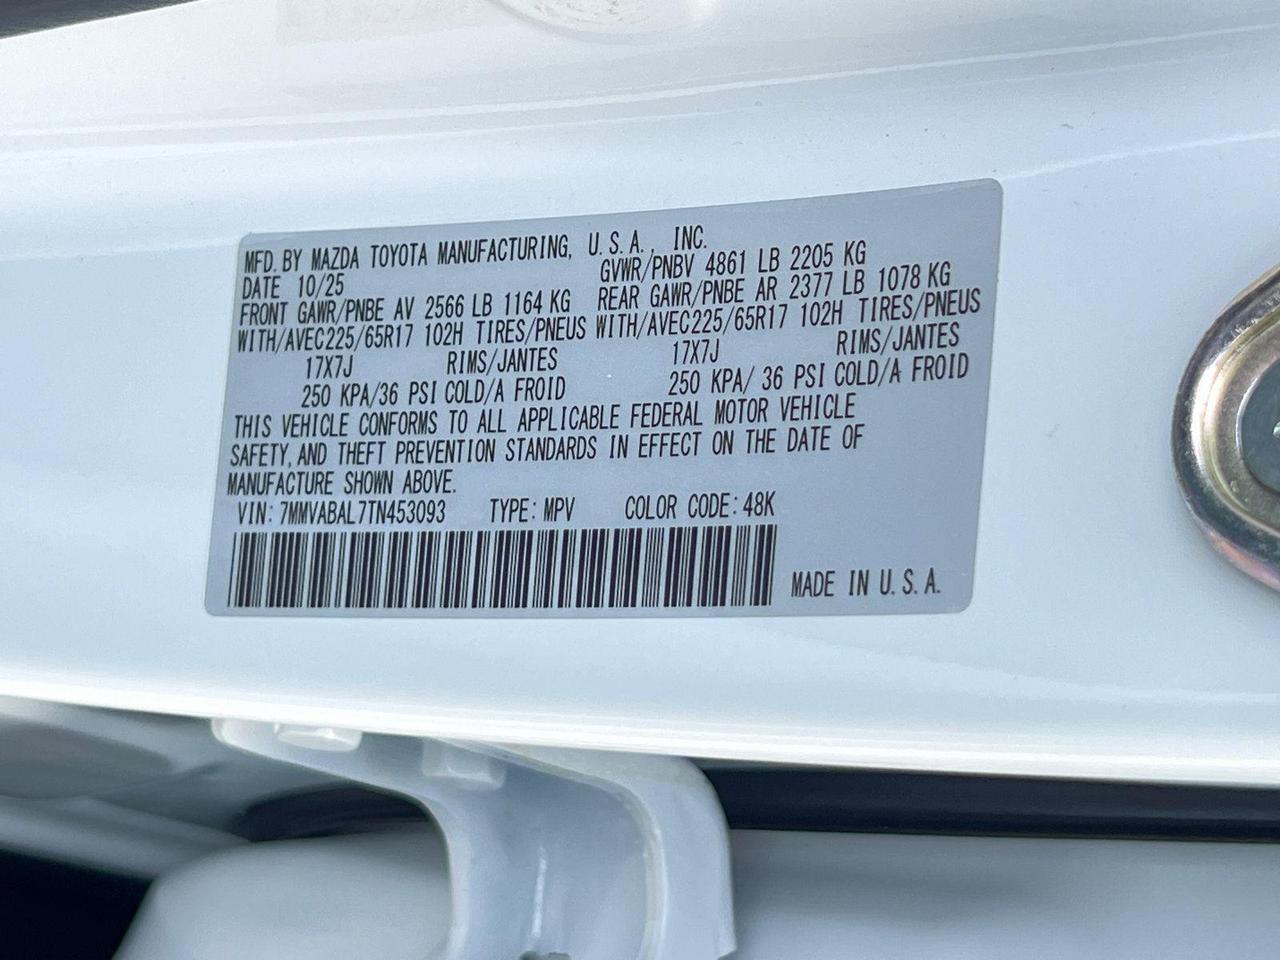 MFD. BY MAZDA TOYOTA MANUFACTURING, U.S.A., INC.
DATE 10/25 GVWR/PNBV 4861 LB 2205 KG
FRONT GAWR/PNBE AV 2566 LB 1164 KG REAR GAWR/PNBE AR 2377 LB 1078 KG
WITH/AVEC225/65R17 102H TIRES/PNEUS WITH/AVEC225/65R17 102H TIRES/PNEUS
17X7J RIMS/JANTES 17X7J RIMS/JANTES
250 KPA/36 PSI COLD/A FROID 250 KPA/ 36 PSI COLD/A FROID
THIS VEHICLE CONFORMS TO ALL APPLICABLE FEDERAL MOTOR VEHICLE
SAFETY, AND THEFT PREVENTION STANDARDS IN EFFECT ON THE DATE OF
MANUFACTURE SHOWN ABOVE.
VIN: 7MMVABAL7TN453093 TYPE: MPV COLOR CODE: 48K
MADE IN U.S.A.